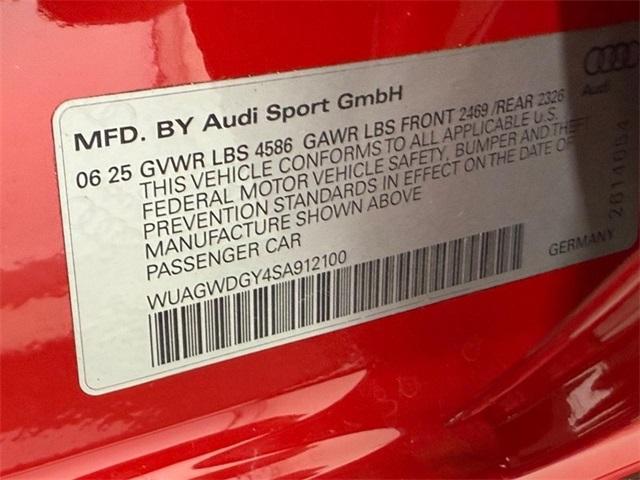 MFD. BY Audi Sport GmbH
06 25 GVWR LBS 4586 GAWR LBS FRONT 2469 /REAR 2326
THIS VEHICLE CONFORMS TO ALL APPLICABLE U.S.
FEDERAL MOTOR VEHICLE SAFETY, BUMPER AND THEFT
PREVENTION STANDARDS IN EFFECT ON THE DATE OF
MANUFACTURE SHOWN ABOVE
PASSENGER CAR
WUAGWDGY4SA912100
GERMANY
Audi
2614654